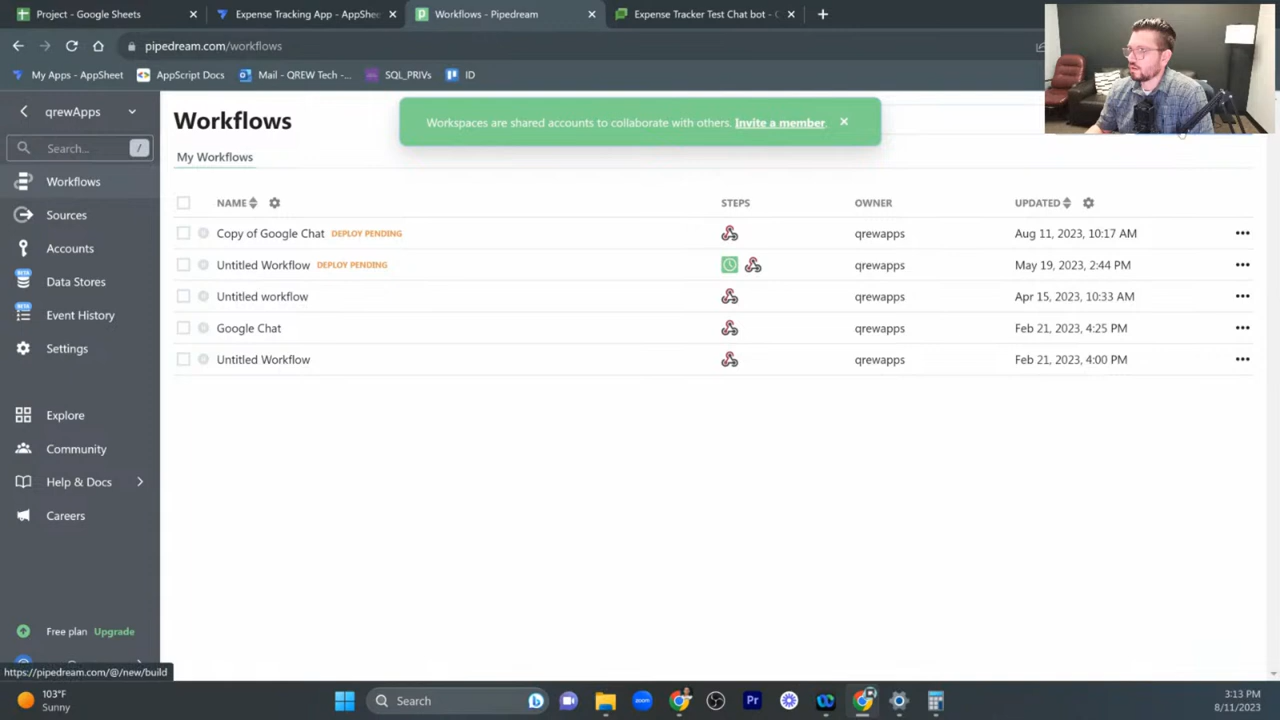 Project - Google Sheets
Expense Tracking App - AppShe
Workflows - Pipedream
Expense Tracker Test Chat bot -
pipedream.com/workflows
My Apps - AppSheet
AppScript Docs
Mail - QREW Tech -...
SQL_PRIVs
ID
qrewApps
Search...
/
Workflows
Sources
Accounts
BETA
Data Stores
BETA
Event History
Settings
Explore
Community
Help & Docs
Careers
Free plan Upgrade
https://pipedream.com/@/new/build
Workflows
Workspaces are shared accounts to collaborate with others. Invite a member.
My Workflows
NAME STEPS OWNER UPDATED
Copy of Google Chat DEPLOY PENDING qrewapps Aug 11, 2023, 10:17 AM
Untitled Workflow DEPLOY PENDING qrewapps May 19, 2023, 2:44 PM
Untitled workflow qrewapps Apr 15, 2023, 10:33 AM
Google Chat qrewapps Feb 21, 2023, 4:25 PM
Untitled Workflow qrewapps Feb 21, 2023, 4:00 PM
103°F
Sunny
Search
3:13 PM
8/11/2023